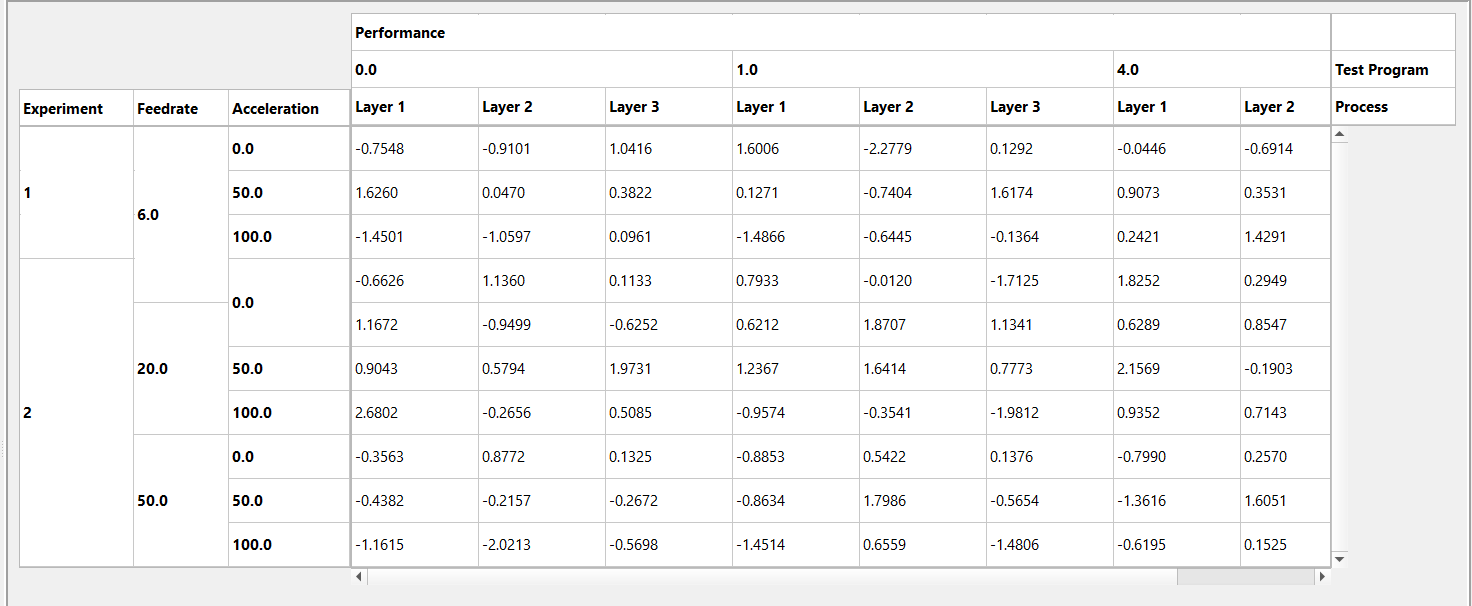 Performance
0.0 1.0 4.0 Test Program
Experiment Feedrate Acceleration Layer 1 Layer 2 Layer 3 Layer 1 Layer 2 Layer 3 Layer 1 Layer 2 Process
0.0 -0.7548 -0.9101 1.0416 1.6006 -2.2779 0.1292 -0.0446 -0.6914
1 50.0 1.6260 0.0470 0.3822 0.1271 -0.7404 1.6174 0.9073 0.3531
6.0
100.0 -1.4501 -1.0597 0.0961 -1.4866 -0.6445 -0.1364 0.2421 1.4291
-0.6626 1.1360 0.1133 0.7933 -0.0120 -1.7125 1.8252 0.2949
0.0
1.1672 -0.9499 -0.6252 0.6212 1.8707 1.1341 0.6289 0.8547
20.0 50.0 0.9043 0.5794 1.9731 1.2367 1.6414 0.7773 2.1569 -0.1903
2 100.0 2.6802 -0.2656 0.5085 -0.9574 -0.3541 -1.9812 0.9352 0.7143
0.0 -0.3563 0.8772 0.1325 -0.8853 0.5422 0.1376 -0.7990 0.2570
50.0 50.0 -0.4382 -0.2157 -0.2672 -0.8634 1.7986 -0.5654 -1.3616 1.6051
100.0 -1.1615 -2.0213 -0.5698 -1.4514 0.6559 -1.4806 -0.6195 0.1525